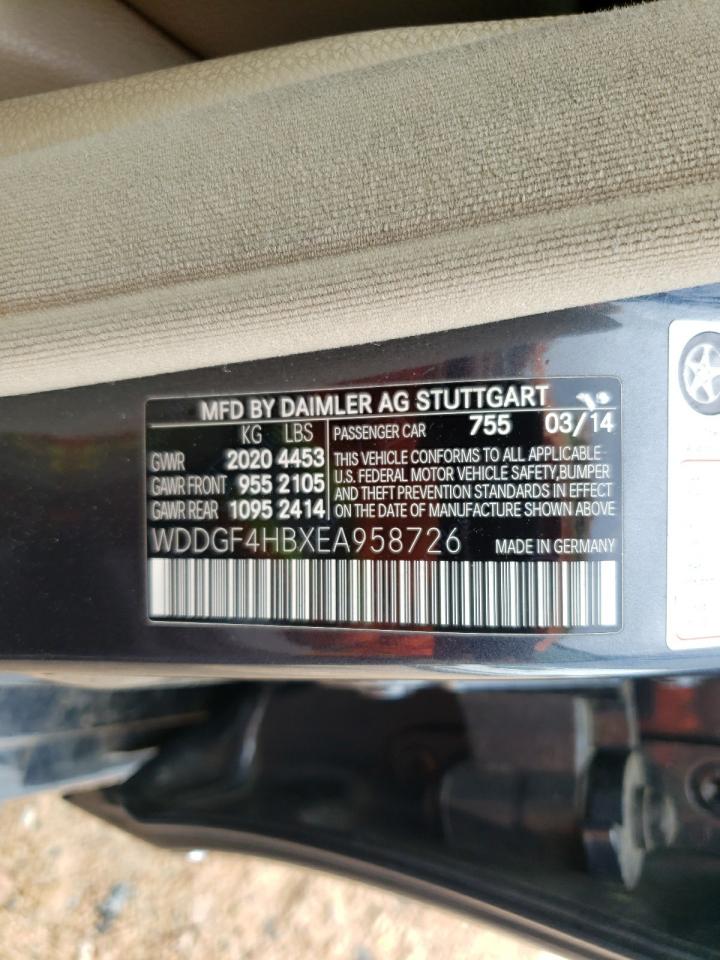 MFD BY DAIMLER AG STUTTGART
KG LBS
GWR 2020 4453
GAWR FRONT 955 2105
GAWR REAR 1095 2414
PASSENGER CAR 755 03/14
THIS VEHICLE CONFORMS TO ALL APPLICABLE
U.S. FEDERAL MOTOR VEHICLE SAFETY, BUMPER
AND THEFT PREVENTION STANDARDS IN EFFECT
ON THE DATE OF MANUFACTURE SHOWN ABOVE
WDDGF4HBXEA958726 MADE IN GERMANY